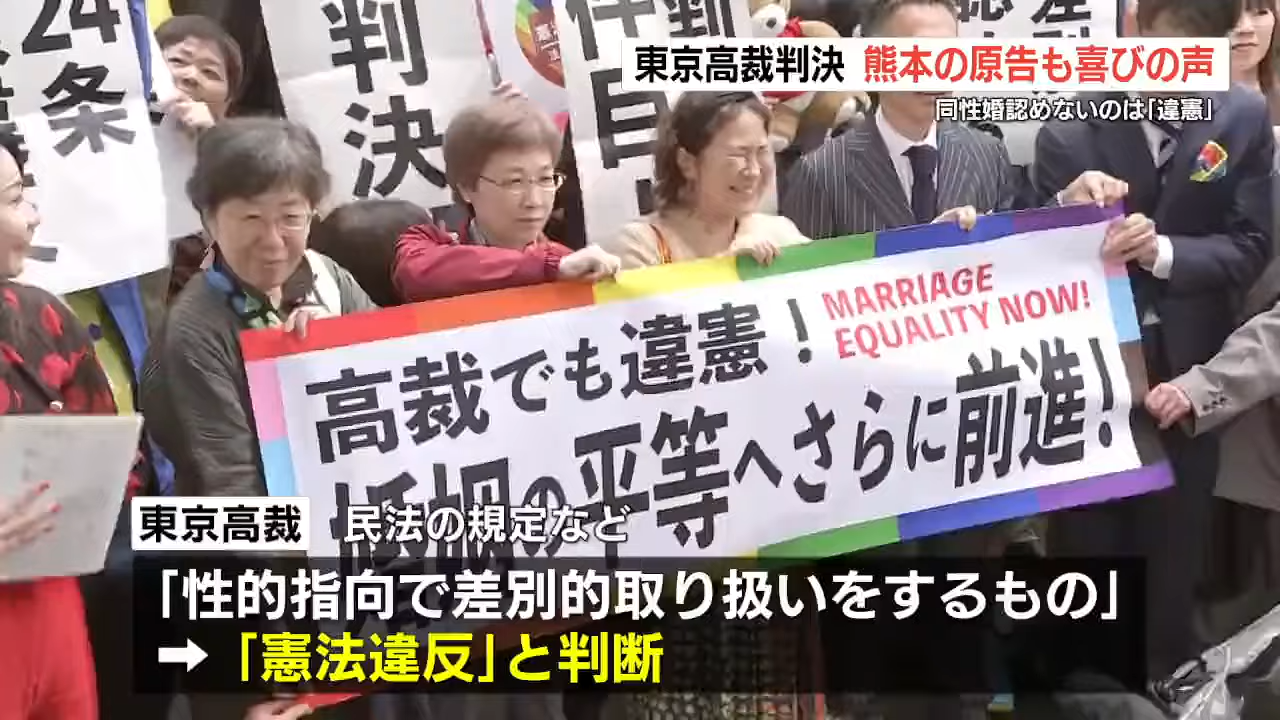 東京高裁判決 熊本の原告も喜びの声
同性婚認めないのは「違憲」
24条
判決
高裁でも違憲!
MARRIAGE
EQUALITY NOW!
婚姻の平等へさらに前進!
東京高裁 民法の規定など
「性的指向で差別的取り扱いをするもの」
➡「憲法違反」と判断